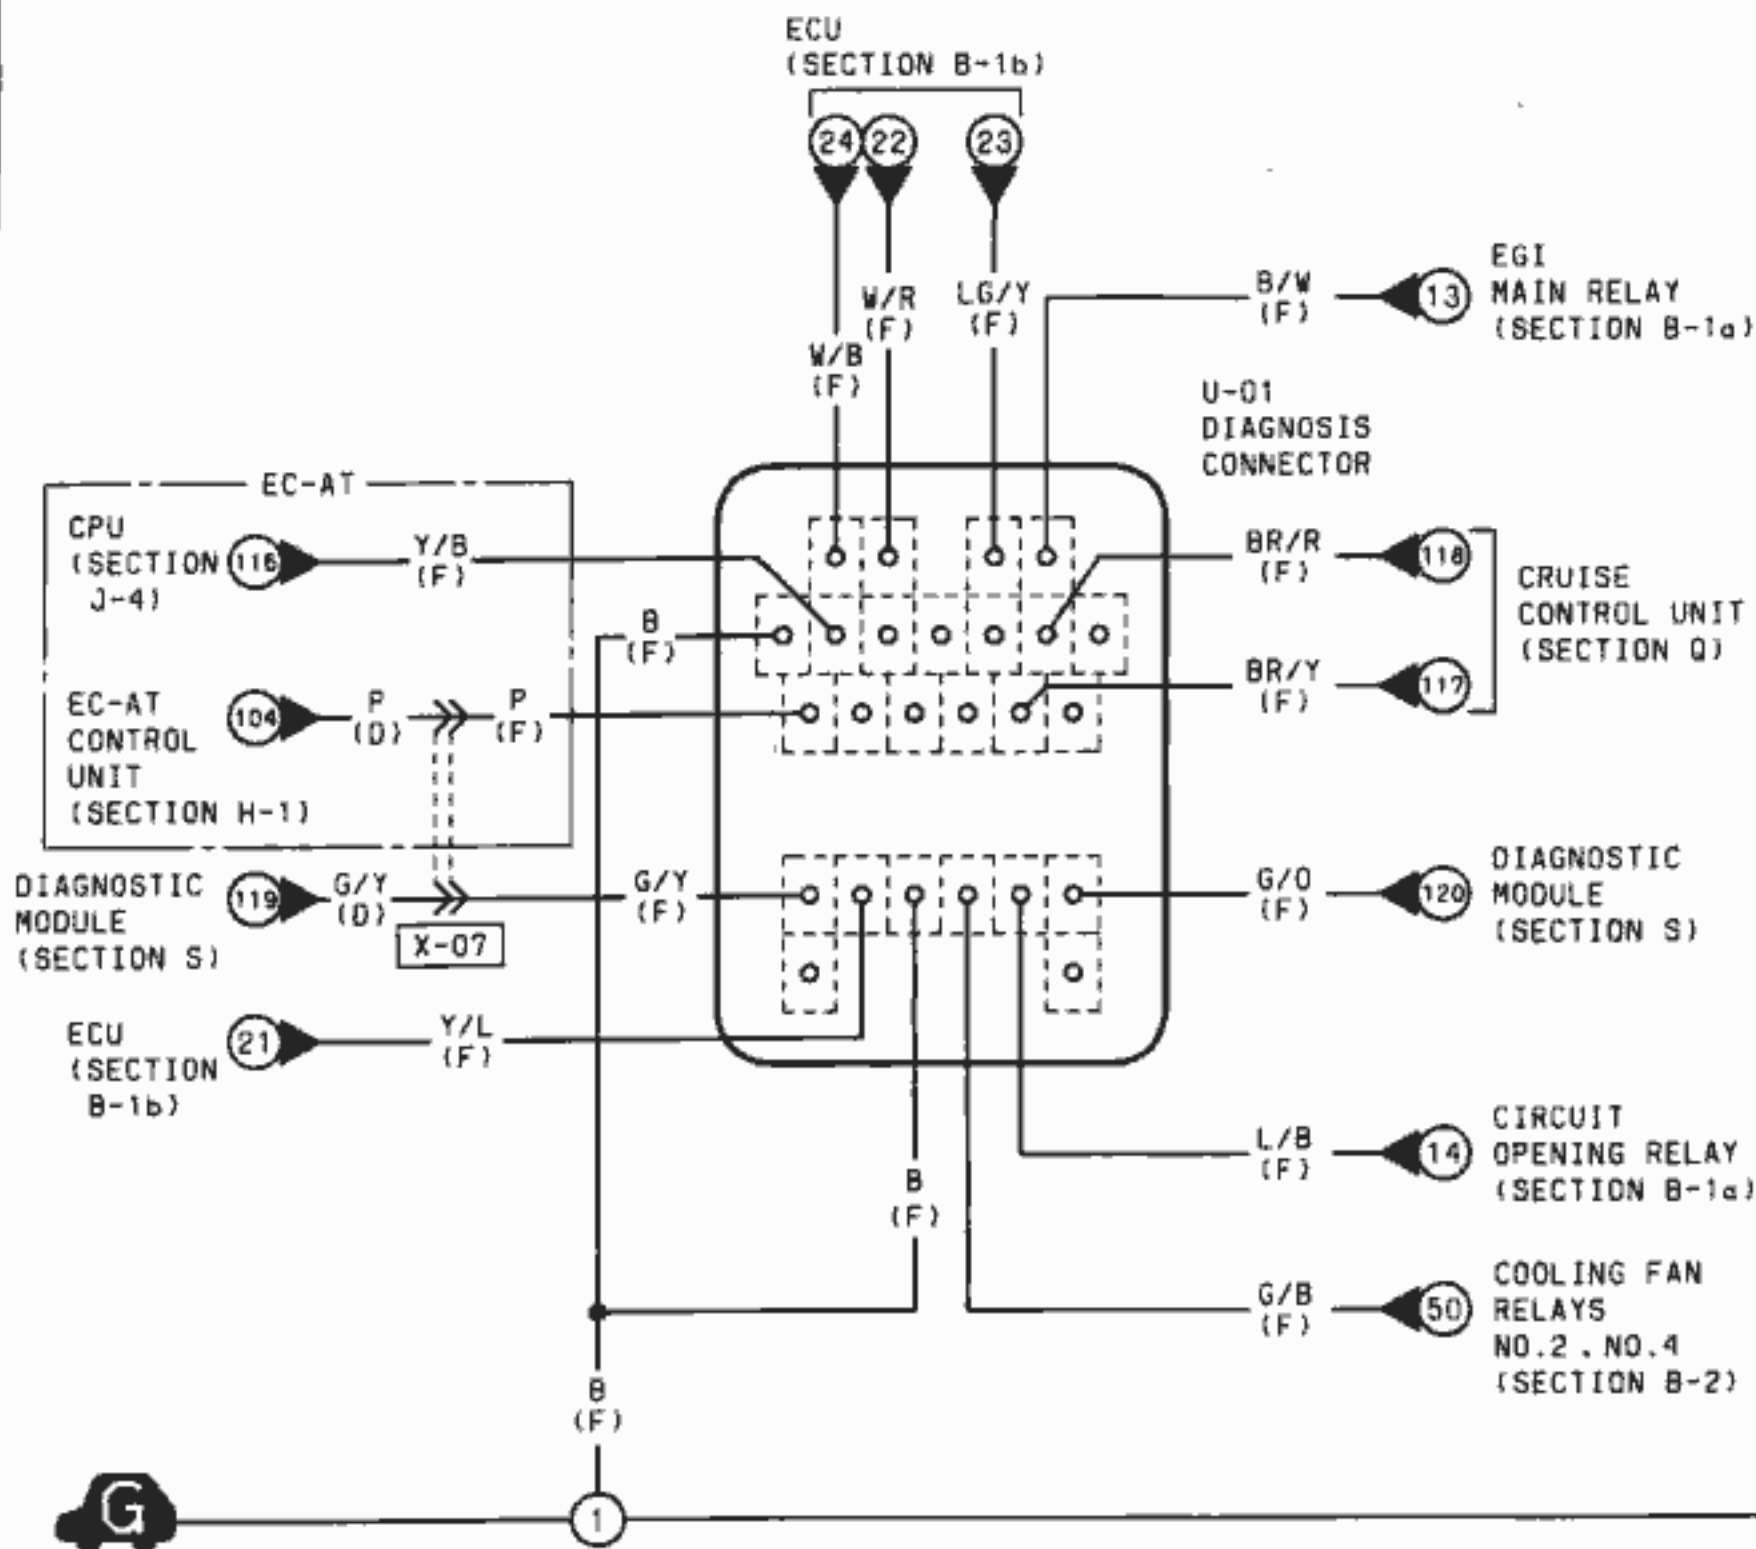 ECU
(SECTION B-1b)
24
22
23
W/R
(F)
LG/Y
(F)
W/B
(F)
B/W
(F)
13
EGI
MAIN RELAY
(SECTION B-1a)
U-01
DIAGNOSIS
CONNECTOR
EC-AT
CPU
(SECTION
J-4)
116
Y/B
(F)
B
(F)
BR/R
(F)
118
CRUISE
CONTROL UNIT
(SECTION Q)
BR/Y
(F)
117
EC-AT
CONTROL
UNIT
(SECTION H-1)
104
P
(D)
P
(F)
DIAGNOSTIC
MODULE
(SECTION S)
119
G/Y
(D)
X-07
G/Y
(F)
G/O
(F)
120
DIAGNOSTIC
MODULE
(SECTION S)
ECU
(SECTION
B-1b)
21
Y/L
(F)
L/B
(F)
14
CIRCUIT
OPENING RELAY
(SECTION B-1a)
B
(F)
G/B
(F)
50
COOLING FAN
RELAYS
NO.2 . NO.4
(SECTION B-2)
B
(F)
G
1